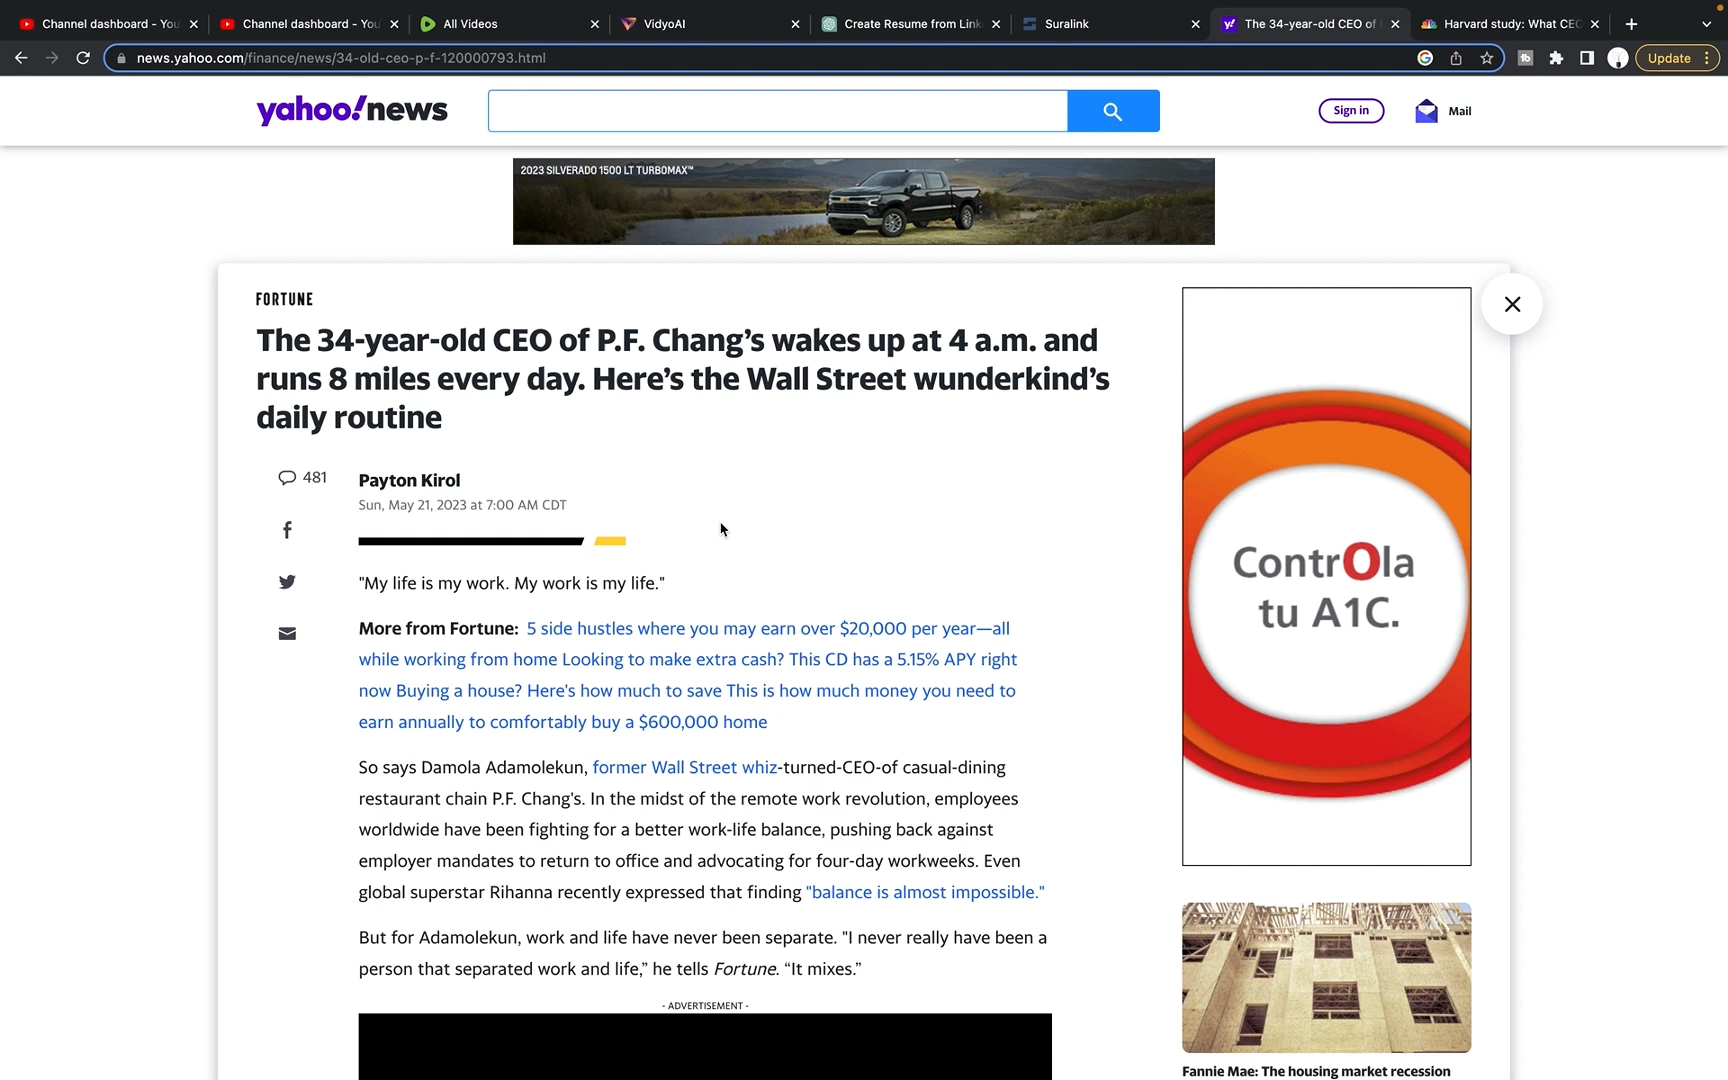 Channel dashboard - You
Channel dashboard - You
All Videos
VidyoAI
Create Resume from Link
Suralink
The 34-year-old CEO of
Harvard study: What CEO
news.yahoo.com/finance/news/34-old-ceo-p-f-120000793.html
Update
yahoo!news
Sign in
Mail
2023 SILVERADO 1500 LT TURBOMAX™
FORTUNE
The 34-year-old CEO of P.F. Chang’s wakes up at 4 a.m. and
runs 8 miles every day. Here’s the Wall Street wunderkind’s
daily routine
481
Payton Kirol
Sun, May 21, 2023 at 7:00 AM CDT
"My life is my work. My work is my life."
More from Fortune: 5 side hustles where you may earn over $20,000 per year—all
while working from home Looking to make extra cash? This CD has a 5.15% APY right
now Buying a house? Here's how much to save This is how much money you need to
earn annually to comfortably buy a $600,000 home
So says Damola Adamolekun, former Wall Street whiz-turned-CEO-of casual-dining
restaurant chain P.F. Chang's. In the midst of the remote work revolution, employees
worldwide have been fighting for a better work-life balance, pushing back against
employer mandates to return to office and advocating for four-day workweeks. Even
global superstar Rihanna recently expressed that finding "balance is almost impossible."
But for Adamolekun, work and life have never been separate. "I never really have been a
person that separated work and life,” he tells Fortune. “It mixes.”
- ADVERTISEMENT -
ContrOla
tu A1C.
Fannie Mae: The housing market recession